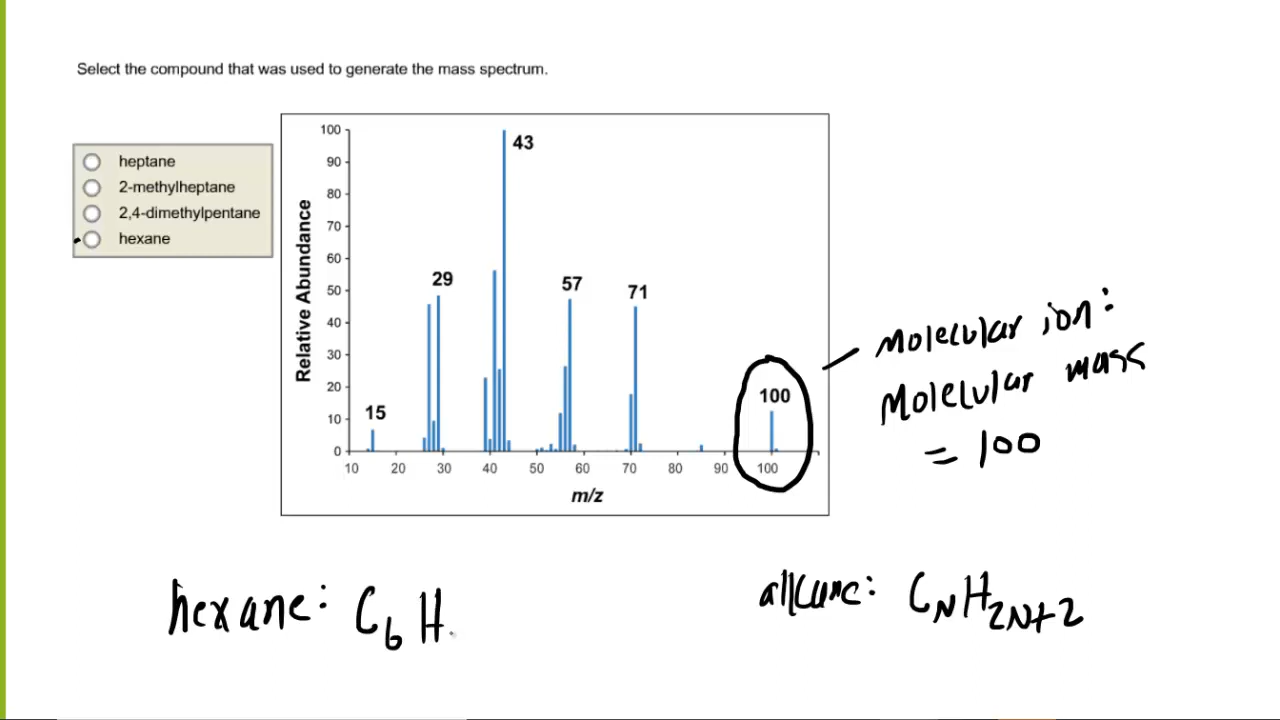 Select the compound that was used to generate the mass spectrum.
heptane
2-methylheptane
2,4-dimethylpentane
hexane
Relative Abundance
100
90
80
70
60
50
40
30
20
10
0
15
29
43
57
71
100
10 20 30 40 50 60 70 80 90 100
m/z
Molecular ion:
Molecular mass
= 100
hexane: C6 H
alkane: CNH2N+2